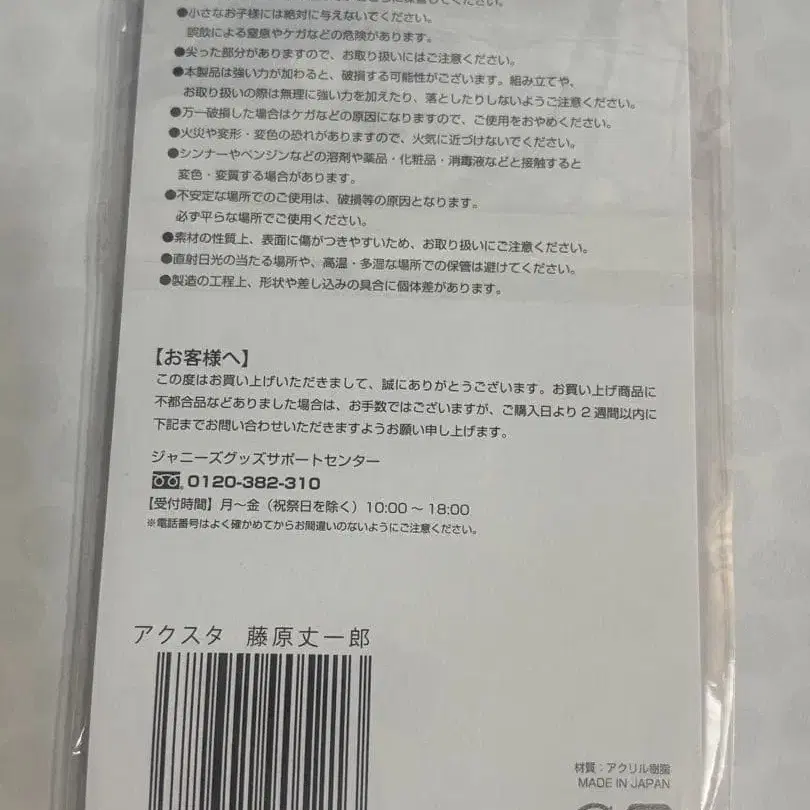 ●小さなお子様には絶対に与えないでください。
誤飲による窒息やケガなどの危険があります。
●尖った部分がありますので、お取り扱いにはご注意ください。
●本製品は強い力が加わると、破損する可能性がございます。組み立てや、
お取り扱いの際は無理に強い力を加えたり、落としたりしないようご注意ください。
●万一破損した場合はケガなどの原因になりますので、ご使用をおやめください。
●火災や変形・変色の恐れがありますので、火気に近づけないでください。
●シンナーやベンジンなどの溶剤や薬品・化粧品・消毒液などと接触すると
変色・変質する場合があります。
●不安定な場所でのご使用は、破損等の原因となります。
必ず平らな場所でご使用ください。
●素材の性質上、表面に傷がつきやすいため、お取り扱いにご注意ください。
●直射日光の当たる場所や、高温・多湿な場所での保管は避けてください。
●製造の工程上、形状や差し込みの具合に個体差があります。
【お客様へ】
この度はお買い上げいただきまして、誠にありがとうございます。お買い上げ商品に
不都合品などありました場合は、お手数ではございますが、ご購入日より2週間以内に
下記までお問い合わせいただきますようお願い申し上げます。
ジャニーズグッズサポートセンター
0120-382-310
【受付時間】月～金（祝祭日を除く）10:00～18:00
※電話番号はよく確かめてからお間違いのないようにご注意ください。
アクスタ 藤原丈一郎
材質：アクリル樹脂
MADE IN JAPAN